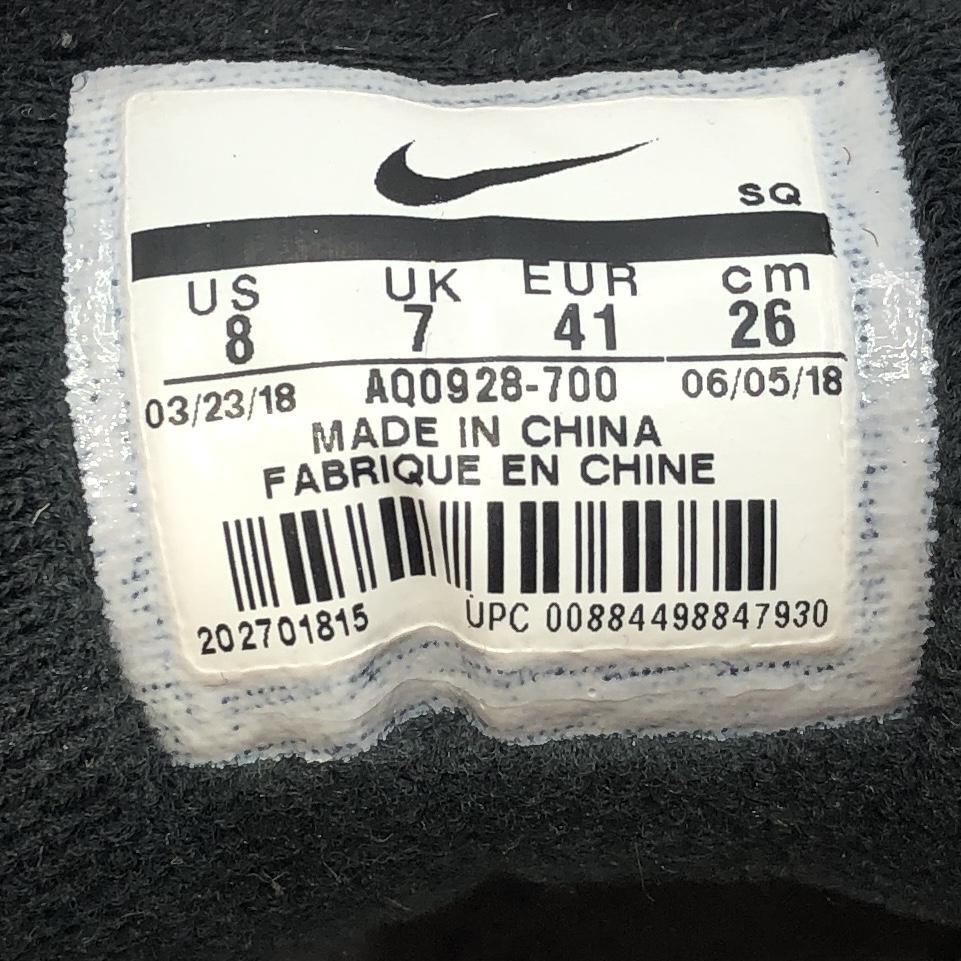 SQ
US UK EUR cm
8 7 41 26
03/23/18 AQ0928-700 06/05/18
MADE IN CHINA
FABRIQUE EN CHINE
202701815 UPC 00884498847930